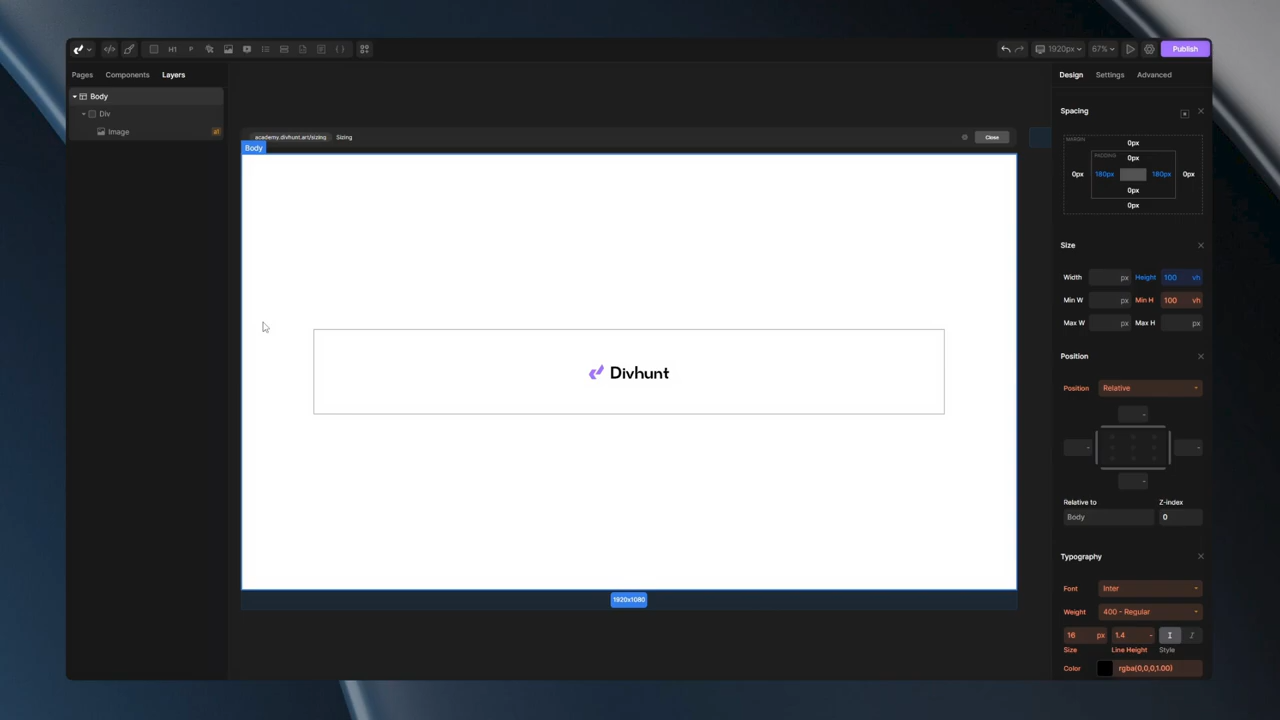 </> H1 P { } 1920px 67% Publish
Pages Components Layers
Design Settings Advanced
Body
Div
Image
academy.divhunt.art/sizing Sizing Close
Body
Divhunt
1920x1080
Spacing
MARGIN
0px
PADDING
0px
0px 180px 180px 0px
0px
0px
Size
Width px Height 100 vh
Min W px Min H 100 vh
Max W px Max H px
Position
Position Relative
- 
- -
-
Relative to Z-index
Body 0
Typography
Font Inter
Weight 400 - Regular
16 px 1.4 - I I
Size Line Height Style
Color rgba(0,0,0,1.00)